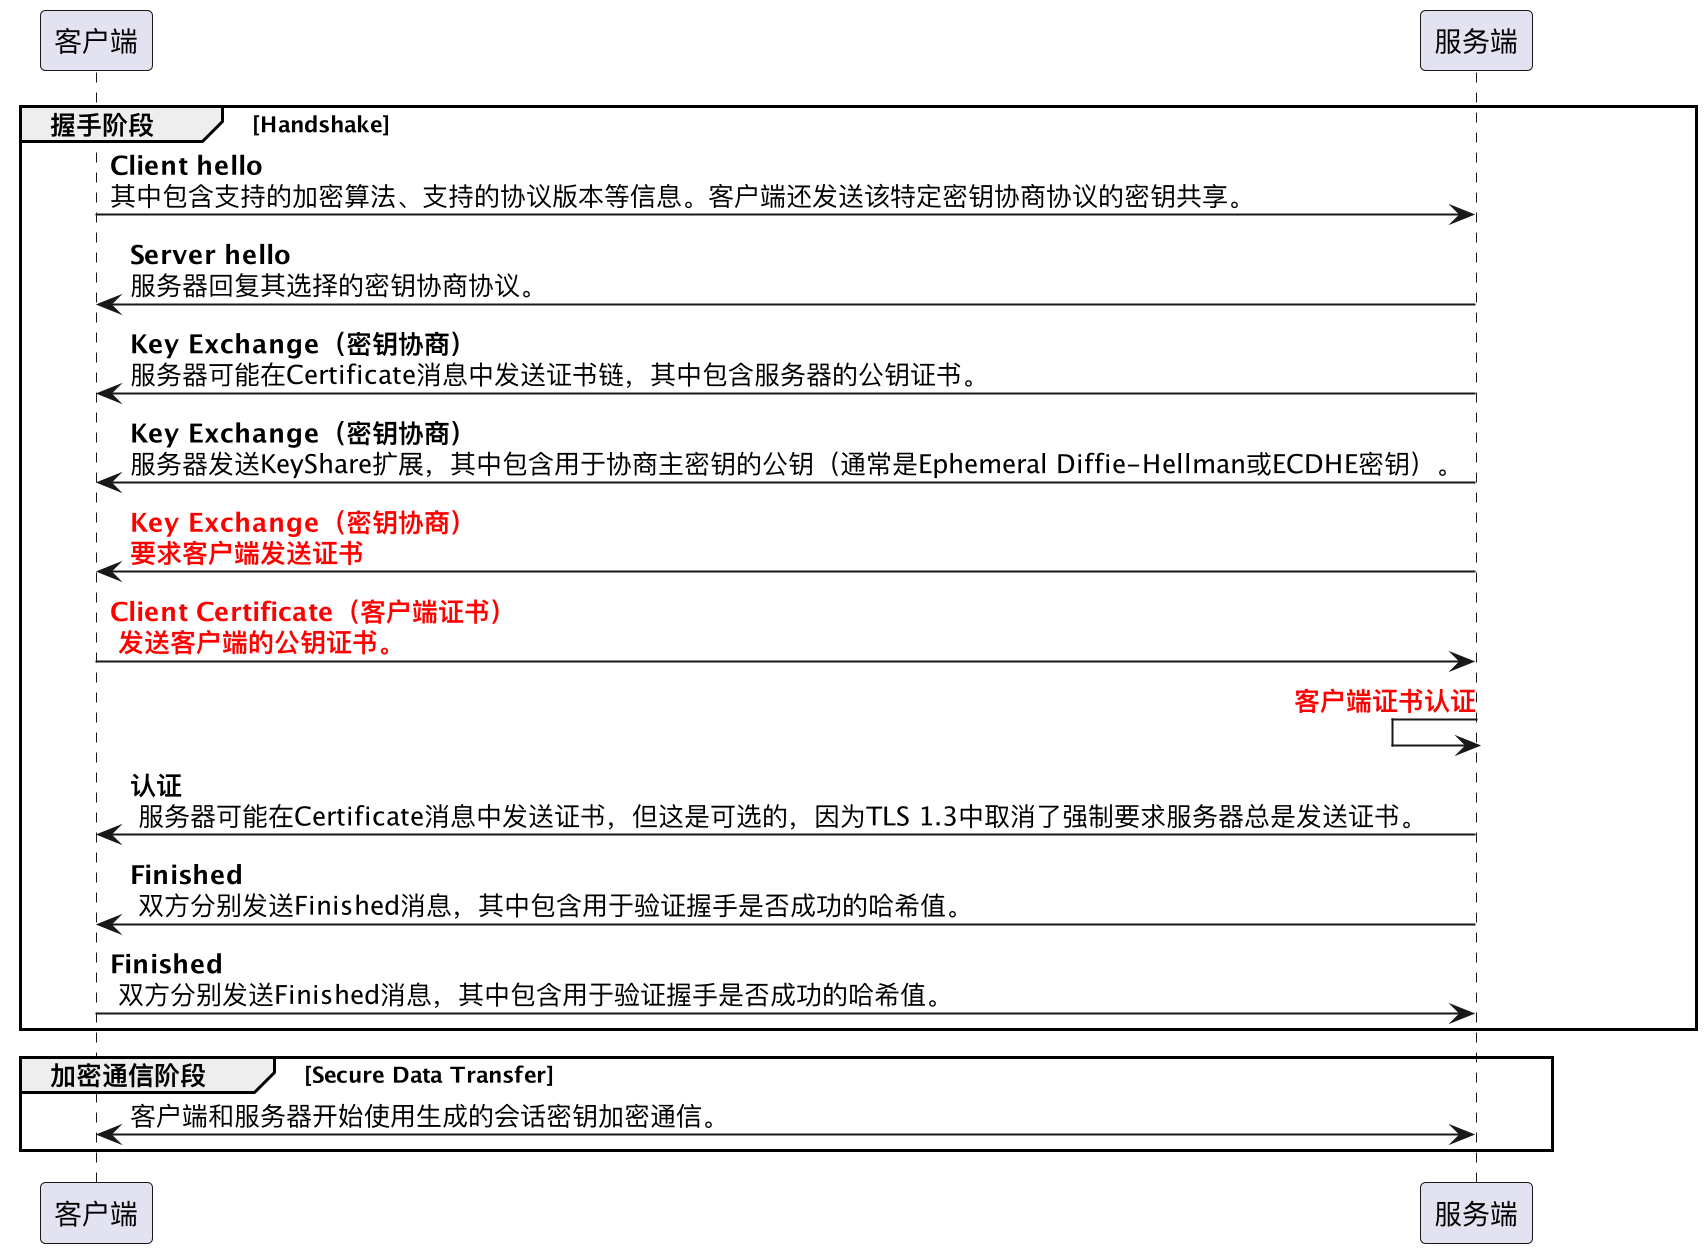 客户端
服务端
握手阶段
[Handshake]
Client hello
其中包含支持的加密算法、支持的协议版本等信息。客户端还发送该特定密钥协商协议的密钥共享。
Server hello
服务器回复其选择的密钥协商协议。
Key Exchange（密钥协商）
服务器可能在Certificate消息中发送证书链，其中包含服务器的公钥证书。
Key Exchange（密钥协商）
服务器发送KeyShare扩展，其中包含用于协商主密钥的公钥（通常是Ephemeral Diffie-Hellman或ECDHE密钥）。
Key Exchange（密钥协商）
要求客户端发送证书
Client Certificate（客户端证书）
发送客户端的公钥证书。
客户端证书认证
认证
服务器可能在Certificate消息中发送证书，但这是可选的，因为TLS 1.3中取消了强制要求服务器总是发送证书。
Finished
双方分别发送Finished消息，其中包含用于验证握手是否成功的哈希值。
Finished
双方分别发送Finished消息，其中包含用于验证握手是否成功的哈希值。
加密通信阶段
[Secure Data Transfer]
客户端和服务器开始使用生成的会话密钥加密通信。
客户端
服务端